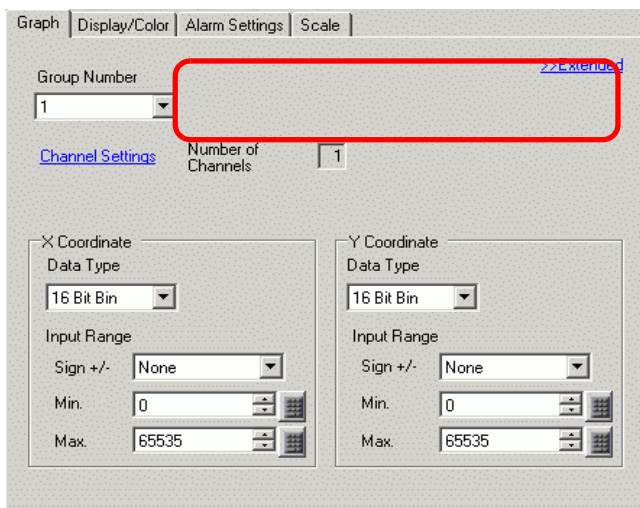 Graph Display/Color Alarm Settings Scale
>>Extended
Group Number
1
Channel Settings Number of Channels 1
X Coordinate
Data Type
16 Bit Bin
Input Range
Sign +/- None
Min. 0
Max. 65535
Y Coordinate
Data Type
16 Bit Bin
Input Range
Sign +/- None
Min. 0
Max. 65535